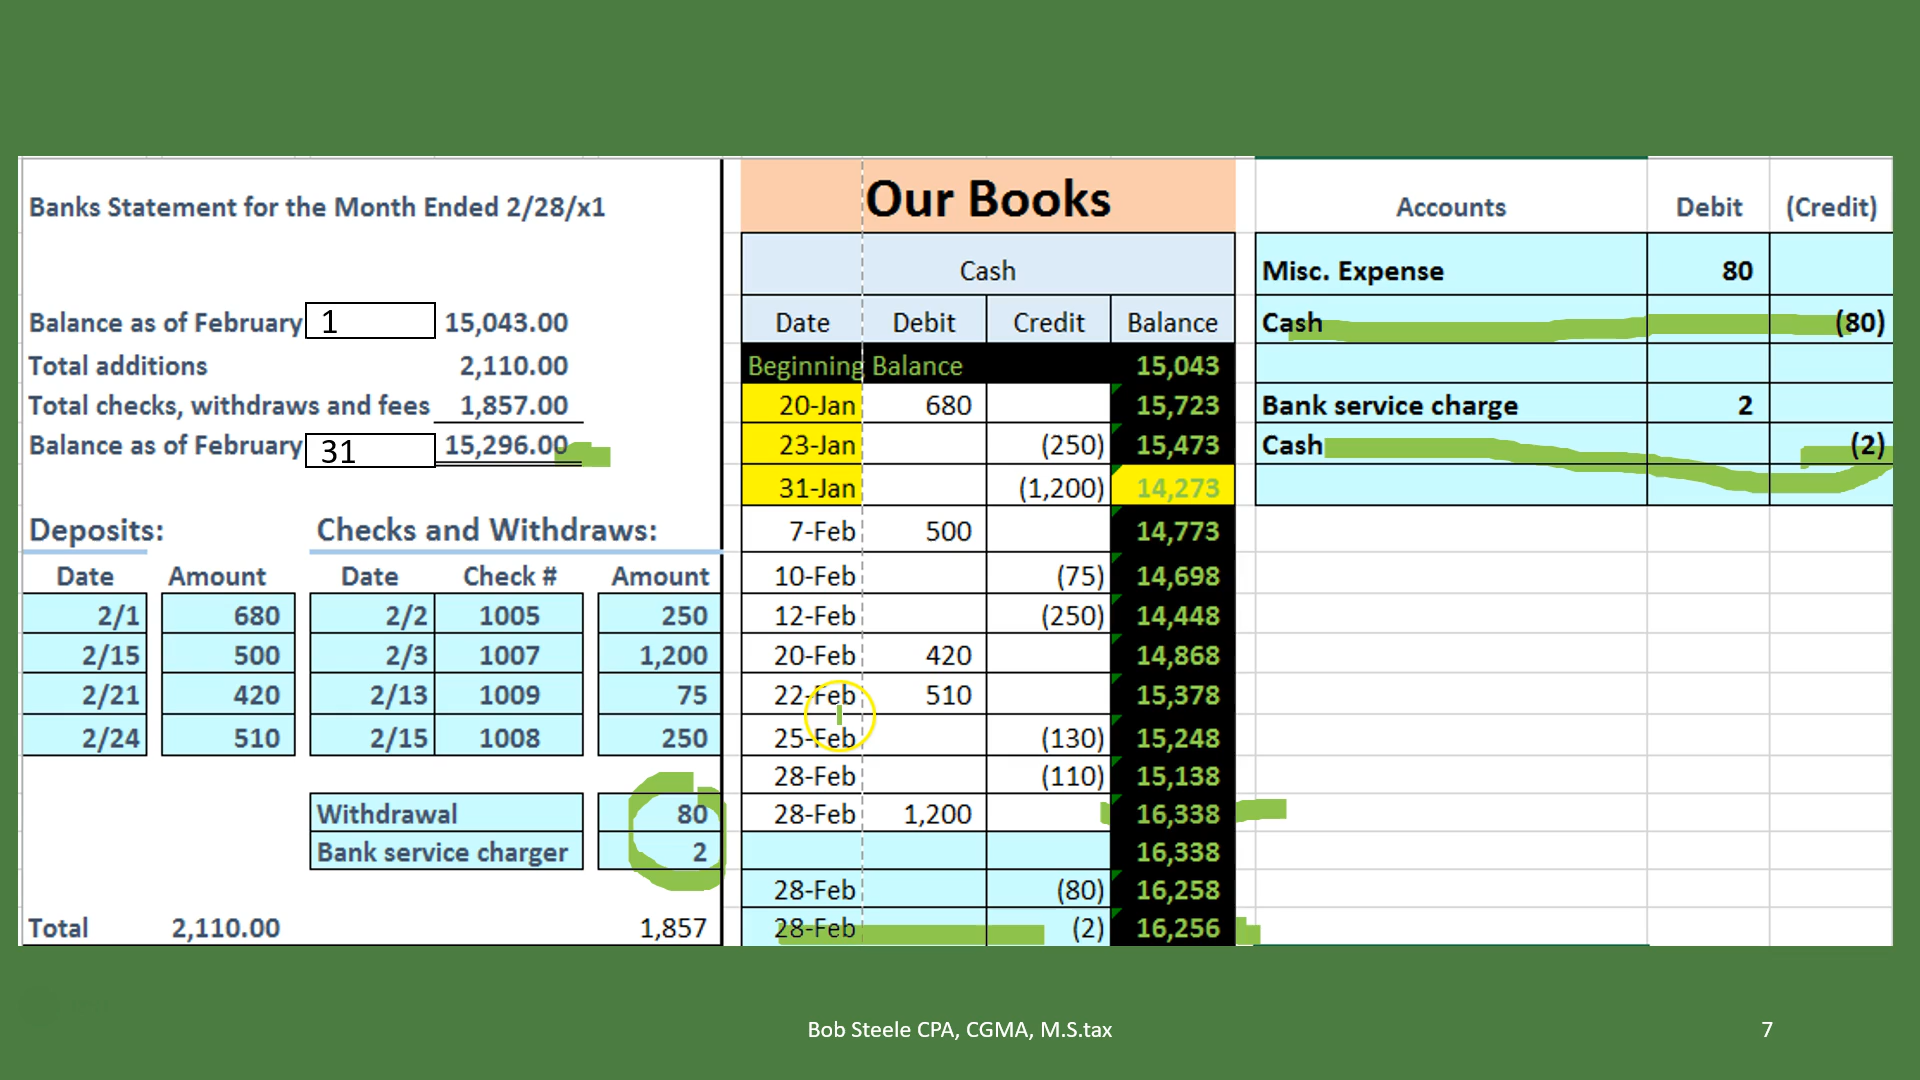 Banks Statement for the Month Ended 2/28/x1
Balance as of February 1 15,043.00
Total additions 2,110.00
Total checks, withdraws and fees 1,857.00
Balance as of February 31 15,296.00
Deposits: Checks and Withdraws:
Date Amount Date Check # Amount
2/1 680 2/2 1005 250
2/15 500 2/3 1007 1,200
2/21 420 2/13 1009 75
2/24 510 2/15 1008 250
Withdrawal 80
Bank service charger 2
Total 2,110.00 1,857
Our Books
Cash
Date Debit Credit Balance
Beginning Balance 15,043
20-Jan 680 15,723
23-Jan (250) 15,473
31-Jan (1,200) 14,273
7-Feb 500 14,773
10-Feb (75) 14,698
12-Feb (250) 14,448
20-Feb 420 14,868
22-Feb 510 15,378
25-Feb (130) 15,248
28-Feb (110) 15,138
28-Feb 1,200 16,338
16,338
28-Feb (80) 16,258
28-Feb (2) 16,256
Accounts Debit (Credit)
Misc. Expense 80
Cash (80)
Bank service charge 2
Cash (2)
Bob Steele CPA, CGMA, M.S.tax
7